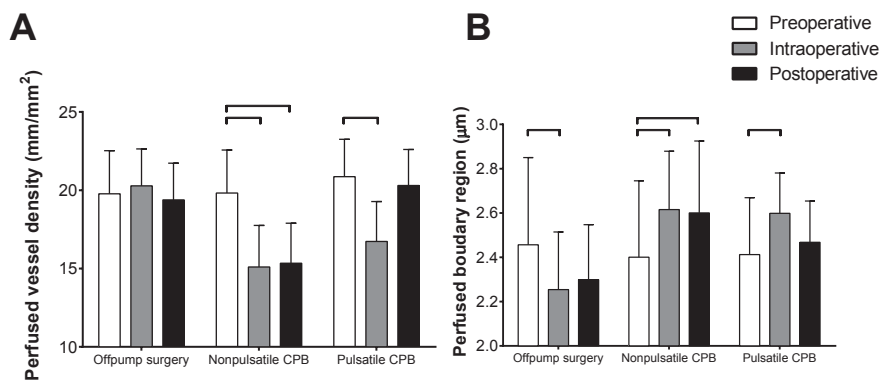 A
B
Preoperative
Intraoperative
Postoperative
Perfused vessel density (mm/mm²)
25
20
15
10
Offpump surgery
Nonpulsatile CPB
Pulsatile CPB
Perfused boudary region (μm)
3.0
2.8
2.6
2.4
2.2
2.0
Offpump surgery
Nonpulsatile CPB
Pulsatile CPB